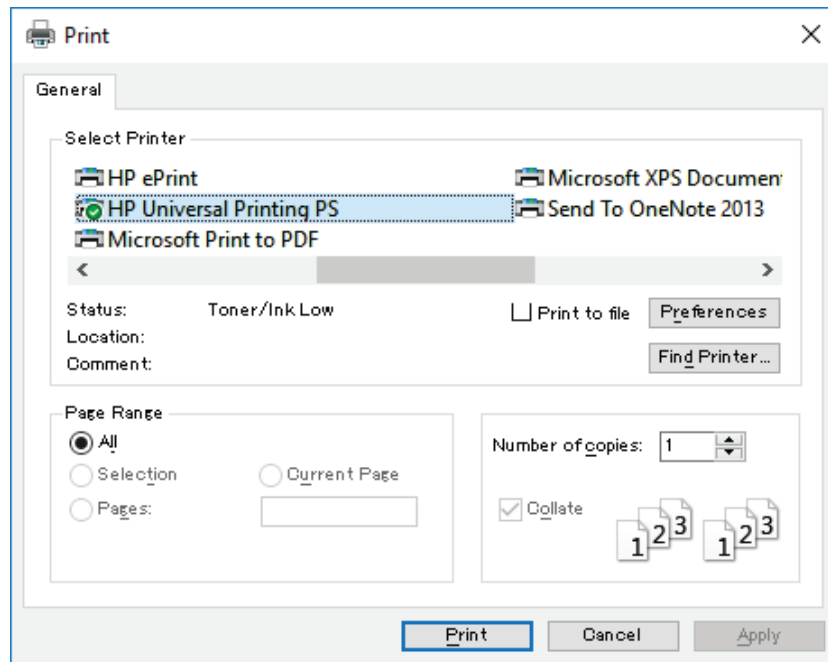 Print
General
Select Printer
HP ePrint
Microsoft XPS Documen
HP Universal Printing PS
Send To OneNote 2013
Microsoft Print to PDF
Status: Toner/Ink Low
Print to file
Preferences
Location:
Comment:
Find Printer...
Page Range
All
Selection
Current Page
Pages:
Number of copies: 1
Collate
1 2 3 1 2 3
Print
Cancel
Apply